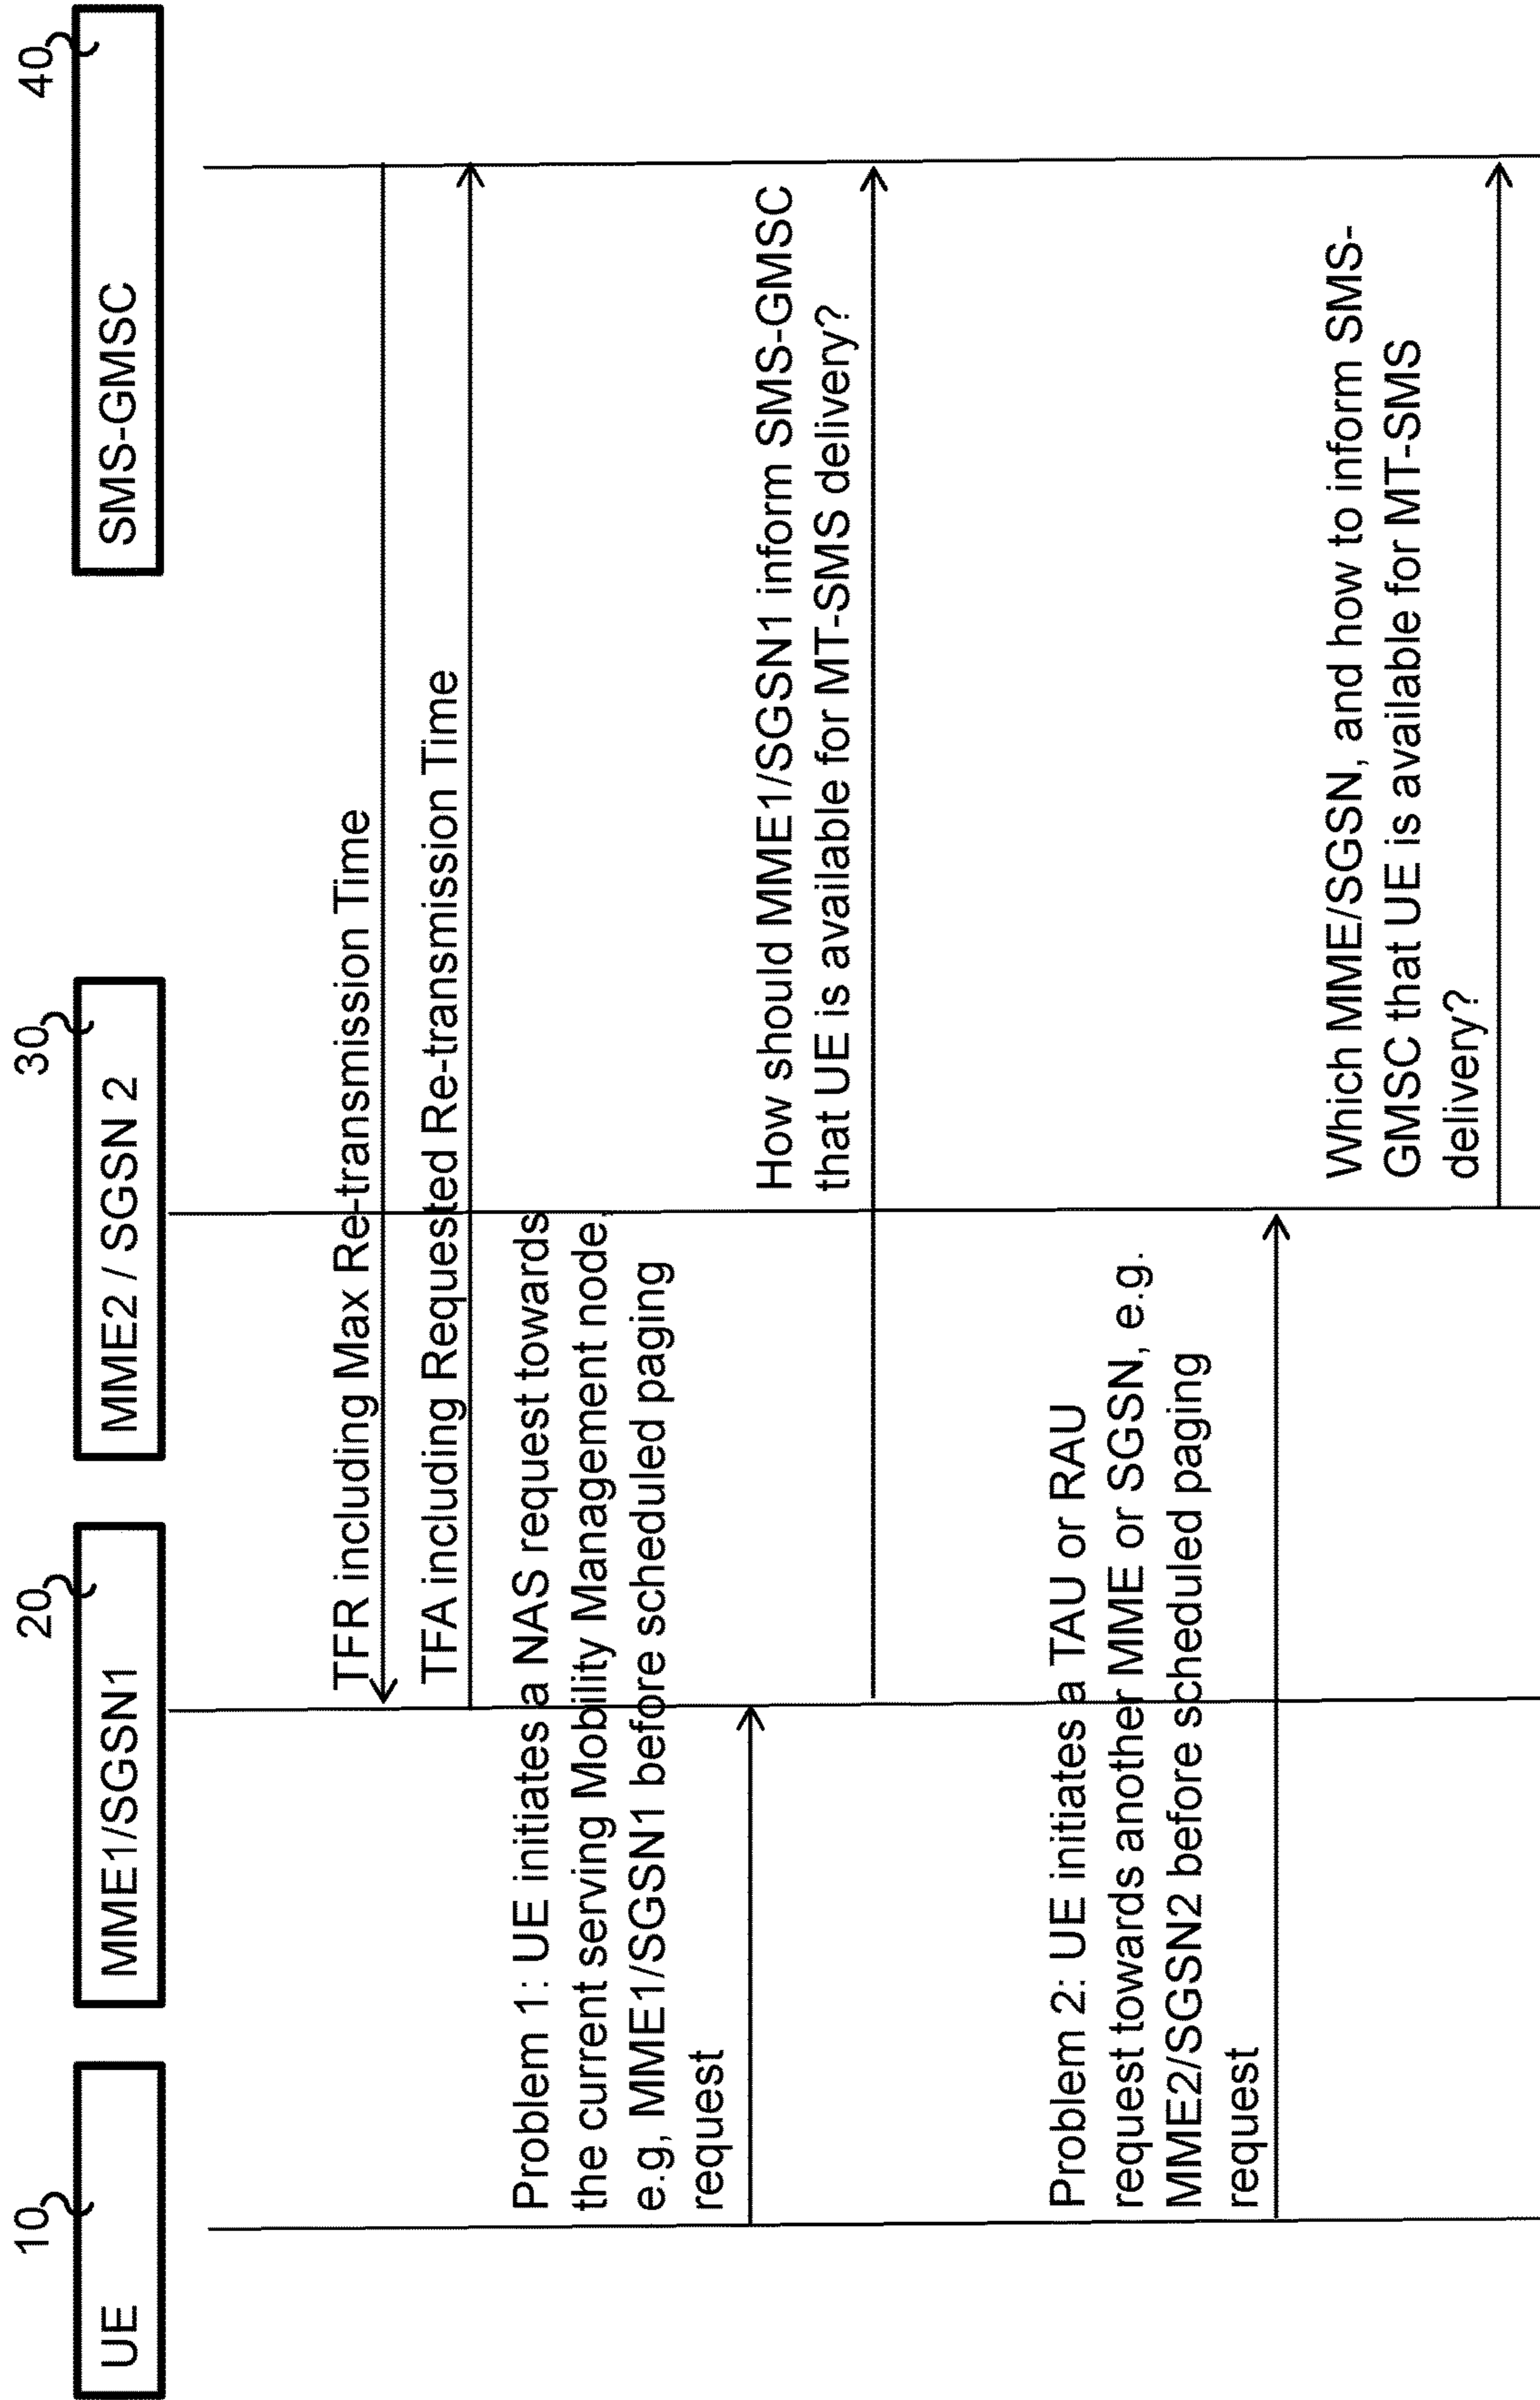 10
20
30
40
UE
MME1/SGSN1
MME2 / SGSN 2
SMS-GMSC
TFR including Max Re-transmission Time
TFA including Requested Re-transmission Time
Problem 1: UE initiates a NAS request towards
the current serving Mobility Management node,
e.g, MME1/SGSN1 before scheduled paging
request
How should MME1/SGSN1 inform SMS-GMSC
that UE is available for MT-SMS delivery?
Problem 2: UE initiates a TAU or RAU
request towards another MME or SGSN, e.g.
MME2/SGSN2 before scheduled paging
request
Which MME/SGSN, and how to inform SMS-
GMSC that UE is available for MT-SMS
delivery?